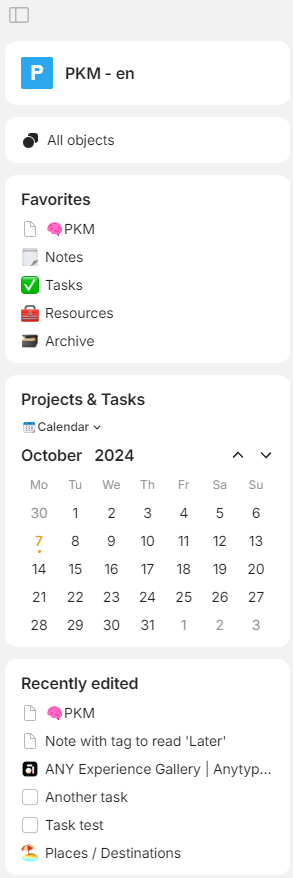 P PKM - en
All objects
Favorites
PKM
Notes
Tasks
Resources
Archive
Projects & Tasks
Calendar
October 2024
Mo Tu We Th Fr Sa Su
30 1 2 3 4 5 6
7 8 9 10 11 12 13
14 15 16 17 18 19 20
21 22 23 24 25 26 27
28 29 30 31 1 2 3
Recently edited
PKM
Note with tag to read 'Later'
ANY Experience Gallery | Anytyp...
Another task
Task test
Places / Destinations